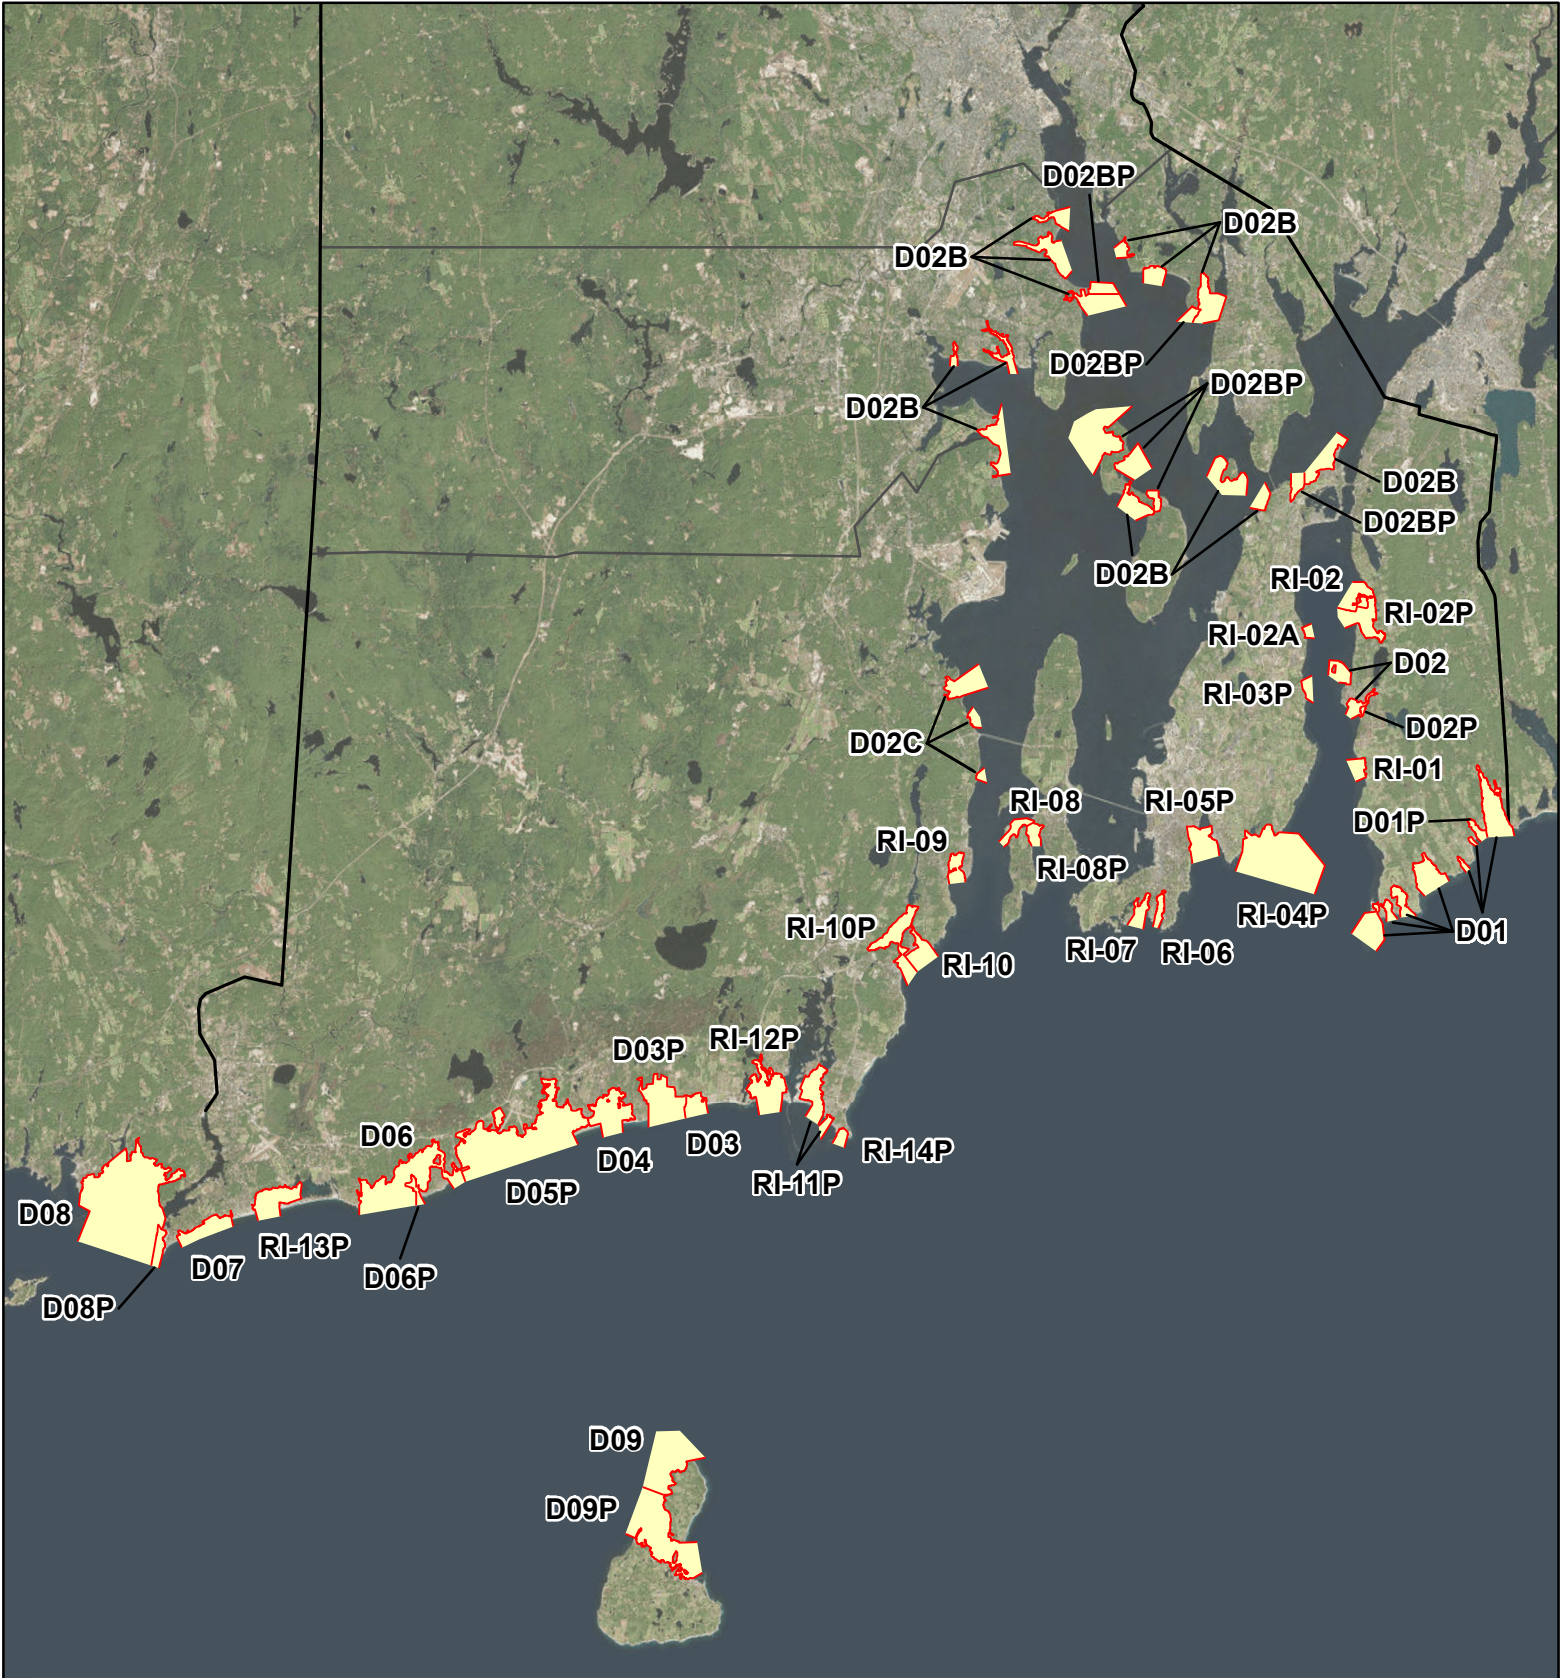 D02BP
D02B
D02B
D02BP
D02BP
D02B
D02B
D02BP
D02B
RI-02
RI-02P
RI-02A
D02
RI-03P
D02P
D02C
RI-01
RI-08
RI-05P
D01P
RI-09
RI-08P
RI-04P
RI-10P
D01
RI-07
RI-06
RI-10
RI-12P
D03P
D06
D03
RI-14P
D04
RI-11P
D05P
D08
RI-13P
D07
D06P
D08P
D09
D09P